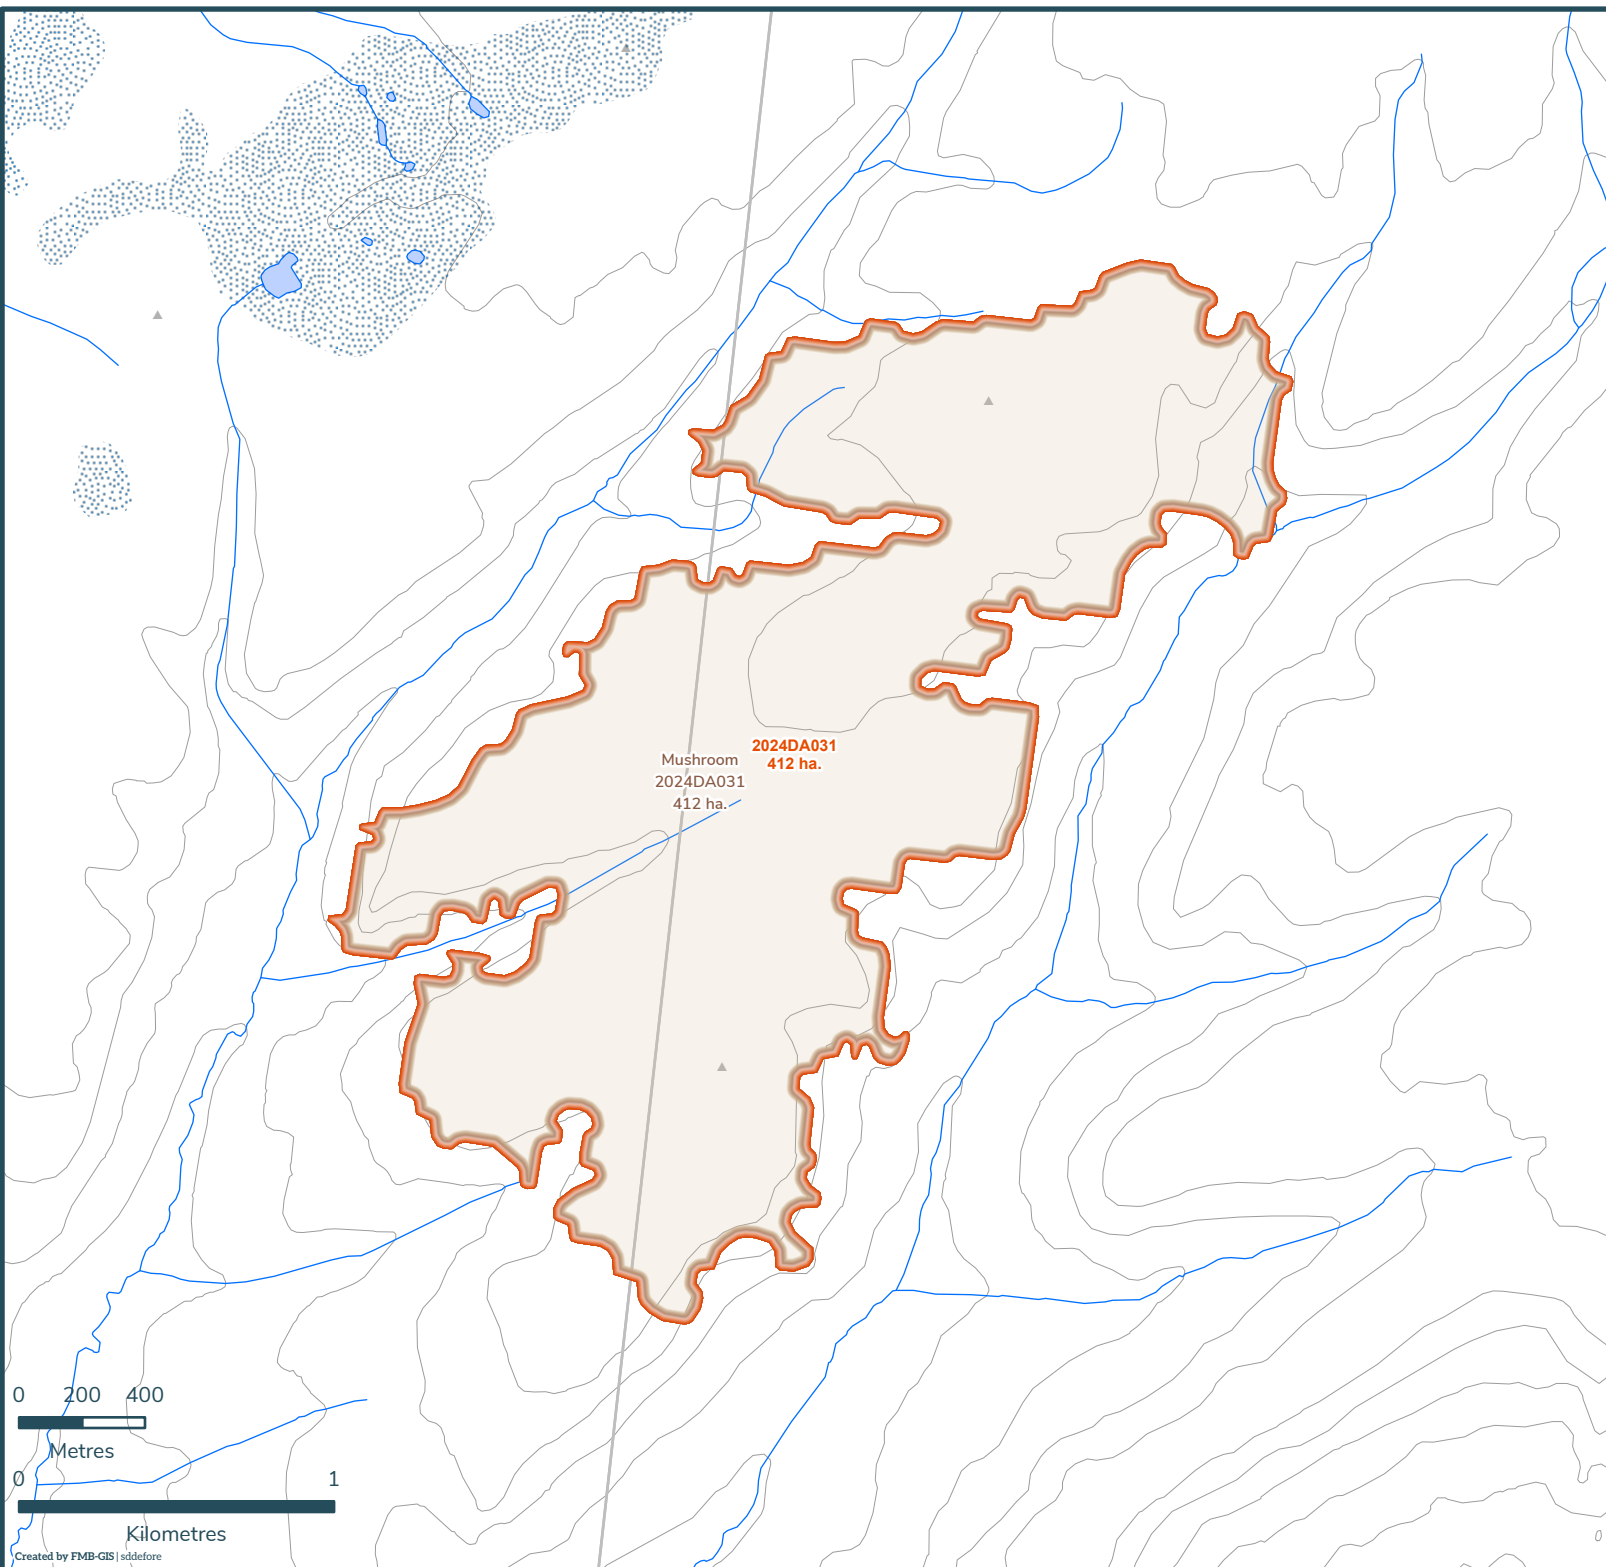 Mushroom
2024DA031
412 ha.
2024DA031
412 ha.
0 200 400
Metres
0 1
Kilometres
Created by FMB-GIS | sddefore
0